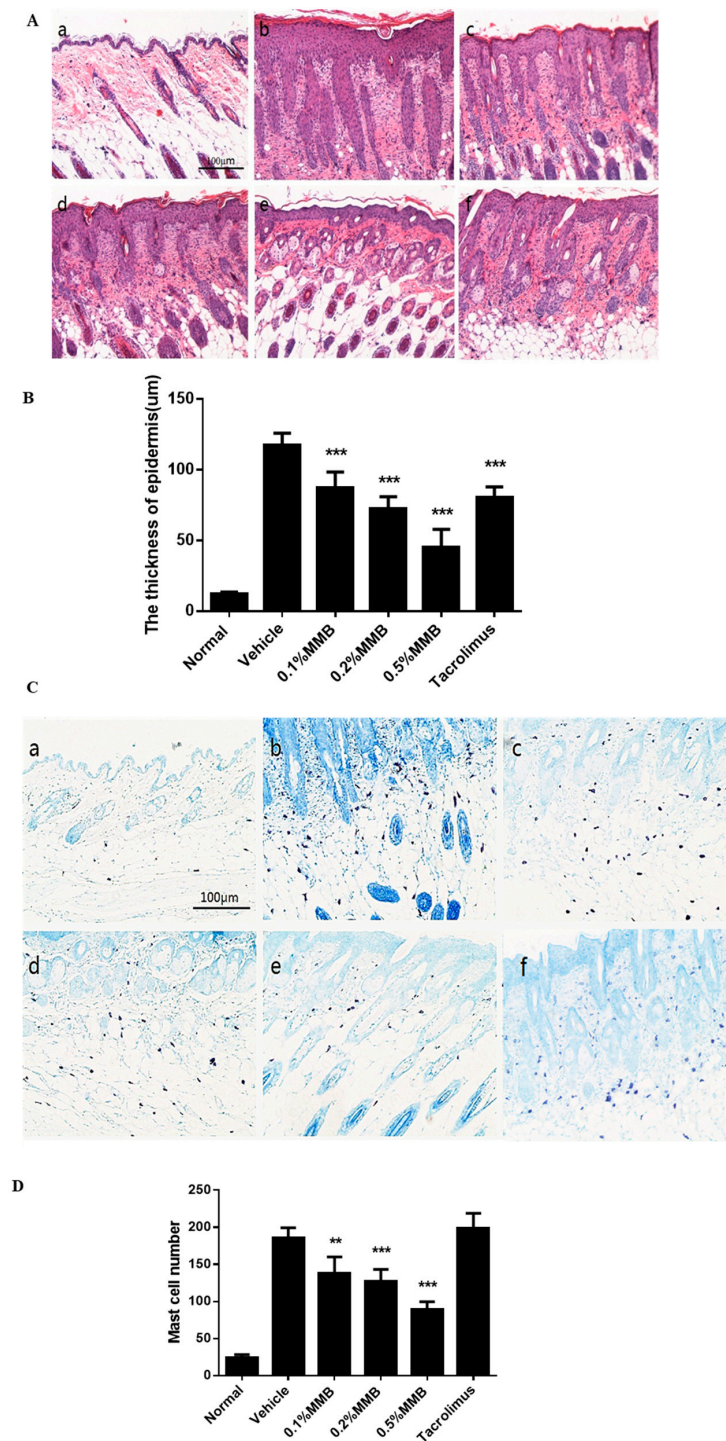 A
a
b
c
100μm
d
e
f
B
The thickness of epidermis(um)
150
100
50
0
***
***
***
***
Normal
Vehicle
0.1%MMB
0.2%MMB
0.5%MMB
Tacrolimus
C
a
b
c
100μm
d
e
f
D
Mast cell number
250
200
150
100
50
0
**
***
***
Normal
Vehicle
0.1%MMB
0.2%MMB
0.5%MMB
Tacrolimus